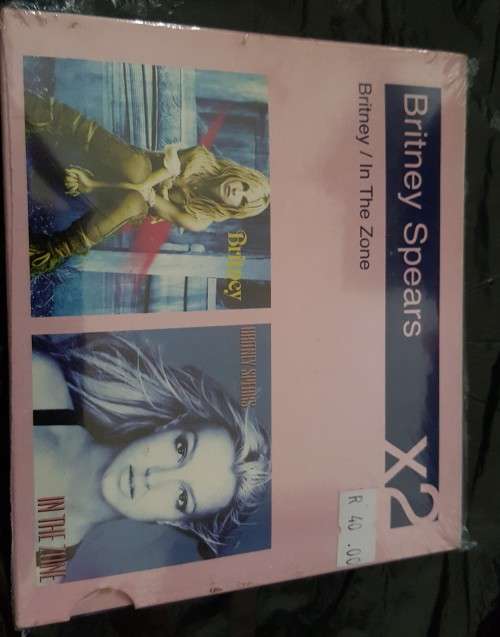 Britney Spears
X2
Britney / In The Zone
Britney
BRITNEY SPEARS
IN THE ZONE
R 40.00